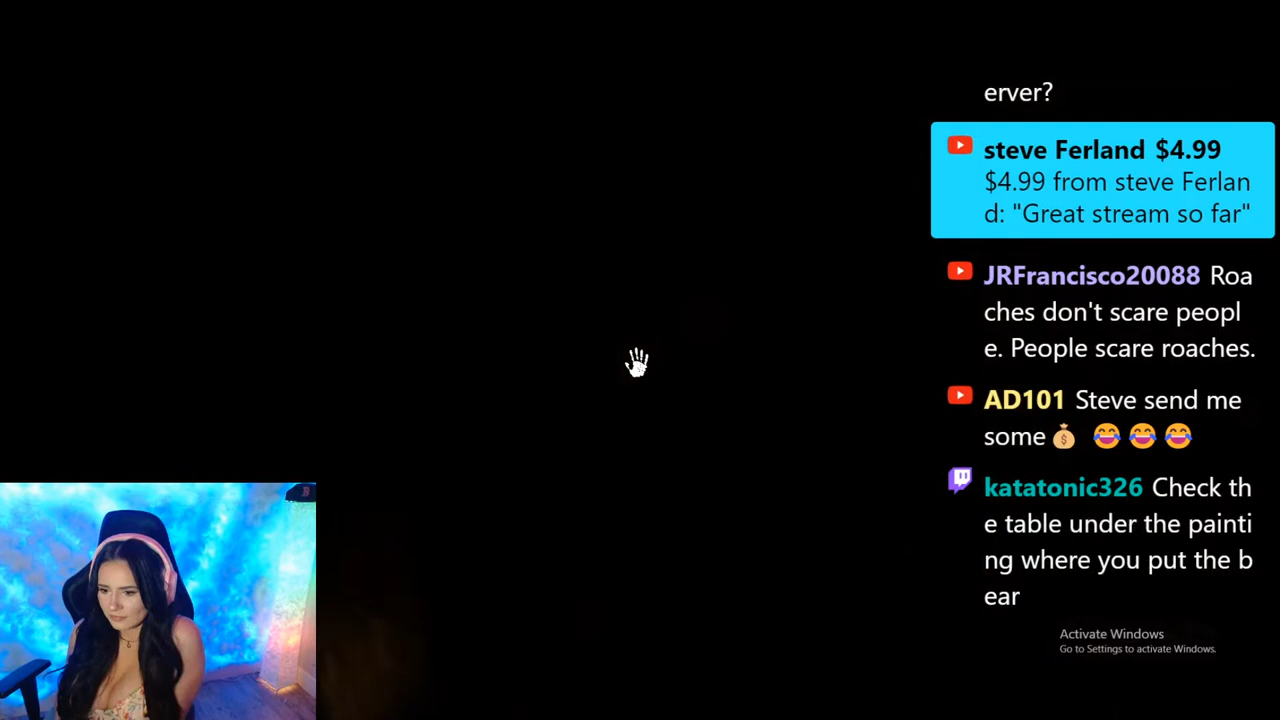 erver?
steve Ferland $4.99
$4.99 from steve Ferlan
d: "Great stream so far"
JRFrancisco20088 Roa
ches don't scare peopl
e. People scare roaches.
AD101 Steve send me
some💰 😂😂😂
katatonic326 Check th
e table under the painti
ng where you put the b
ear
Activate Windows
Go to Settings to activate Windows.